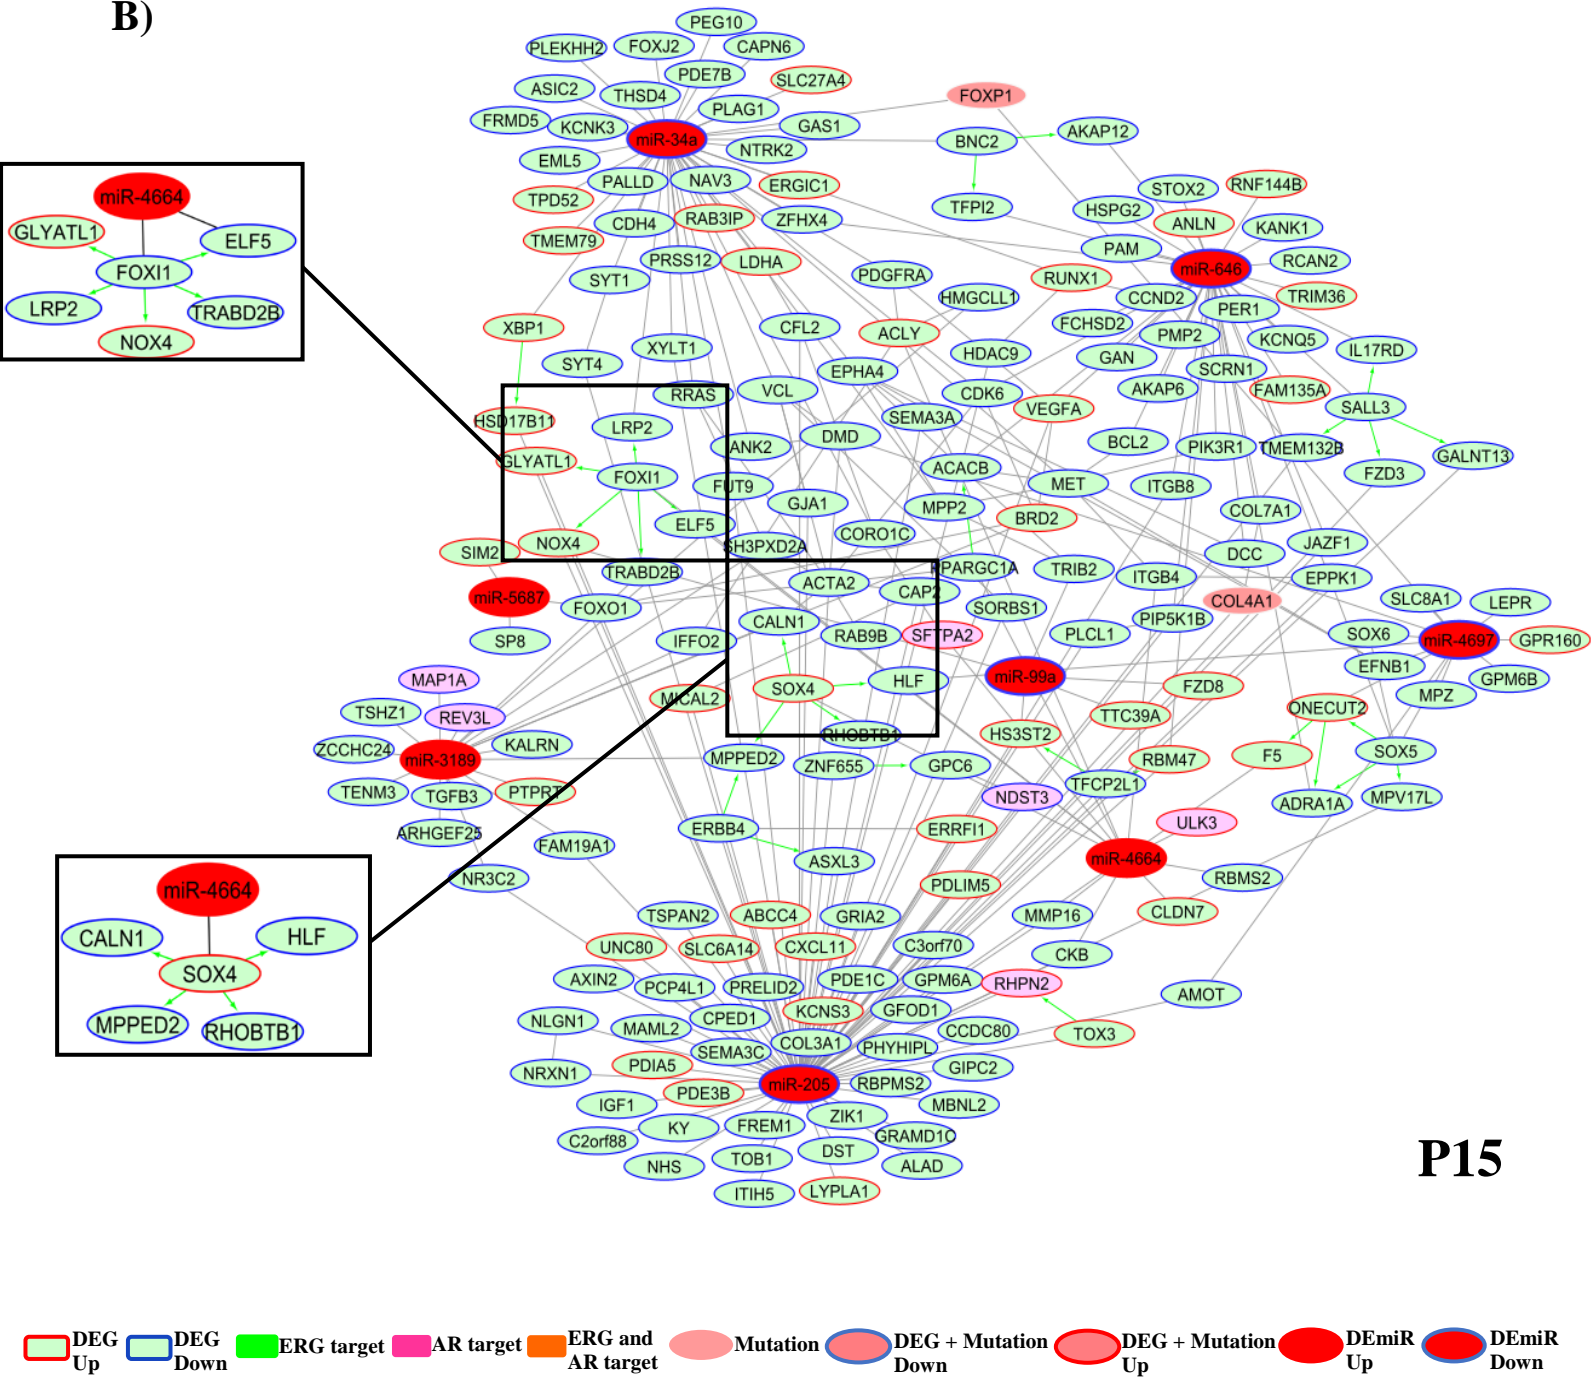 B)
PEG10
PLEKHH2 FOXJ2 CAPN6
PDE7B SLC27A4
ASIC2 THSD4 FOXP1
PLAG1
FRMD5 KCNK3 GAS1 AKAP12
miR-34a BNC2
EML5 NTRK2
miR-4664 PALLD NAV3 ERGIC1 STOX2 RNF144B
TPD52 TFPI2 HSPG2
GLYATL1 CDH4 RAB3IP ZFHX4 ANLN KANK1
ELF5 TMEM79 PAM
FOXI1 PRSS12 LDHA PDGFRA RUNX1 miR-646 RCAN2
SYT1 HMGCLL1 CCND2 TRIM36
LRP2 TRABD2B PER1
XBP1 CFL2 ACLY FCHSD2
NOX4 PMP2 KCNQ5
SYT4 XYLT1 HDAC9 GAN IL17RD
EPHA4 SCRN1
RRAS VCL CDK6 AKAP6 FAM135A
HSD17B11 LRP2 SEMA3A VEGFA SALL3
ANK2 DMD BCL2 PIK3R1 TMEM132B
GLYATL1 FOXI1 ACACB GALNT13
FUT9 MET ITGB8 FZD3
GJA1 MPP2
ELF5 BRD2 COL7A1
NOX4 SH3PXD2A CORO1C JAZF1
SIM2 DCC
TRABD2B ACTA2 PPARGC1A TRIB2 ITGB4 EPPK1
miR-5687 FOXO1 CAP2 SORBS1 COL4A1 SLC8A1 LEPR
SP8 IFFO2 CALN1 RAB9B SFTPA2 PLCL1 PIP5K1B SOX6 miR-4697 GPR160
MAP1A HLF miR-99a FZD8 EFNB1 GPM6B
TSHZ1 REV3L MICAL2 SOX4 MPZ
TTC39A ONECUT2
ZCCHC24 KALRN RHOBTB1 HS3ST2
miR-3189 MPPED2 ZNF655 GPC6 RBM47 F5 SOX5
TENM3 TGFB3 PTPRT NDST3 TFCP2L1 ADRA1A MPV17L
ARHGEF25 ERBB4 ERRFI1 ULK3
FAM19A1 ASXL3 miR-4664
NR3C2 PDLIM5 RBMS2
miR-4664 TSPAN2 ABCC4 GRIA2 MMP16 CLDN7
CALN1 HLF UNC80 SLC6A14 CXCL11 C3orf70 CKB
SOX4 AXIN2 PCP4L1 PRELID2 PDE1C GPM6A RHPN2 AMOT
MPPED2 RHOBTB1 NLGN1 MAML2 CPED1 KCNS3 GFOD1 CCDC80 TOX3
SEMA3C COL3A1 PHYHIPL
NRXN1 PDIA5 miR-205 RBPMS2 GIPC2
IGF1 PDE3B MBNL2
C2orf88 KY FREM1 ZIK1 GRAMD1C
NHS TOB1 DST ALAD
ITIH5 LYPLA1
P15
DEG Up
DEG Down
ERG target
AR target
ERG and AR target
Mutation
DEG + Mutation Down
DEG + Mutation Up
DEmiR Up
DEmiR Down